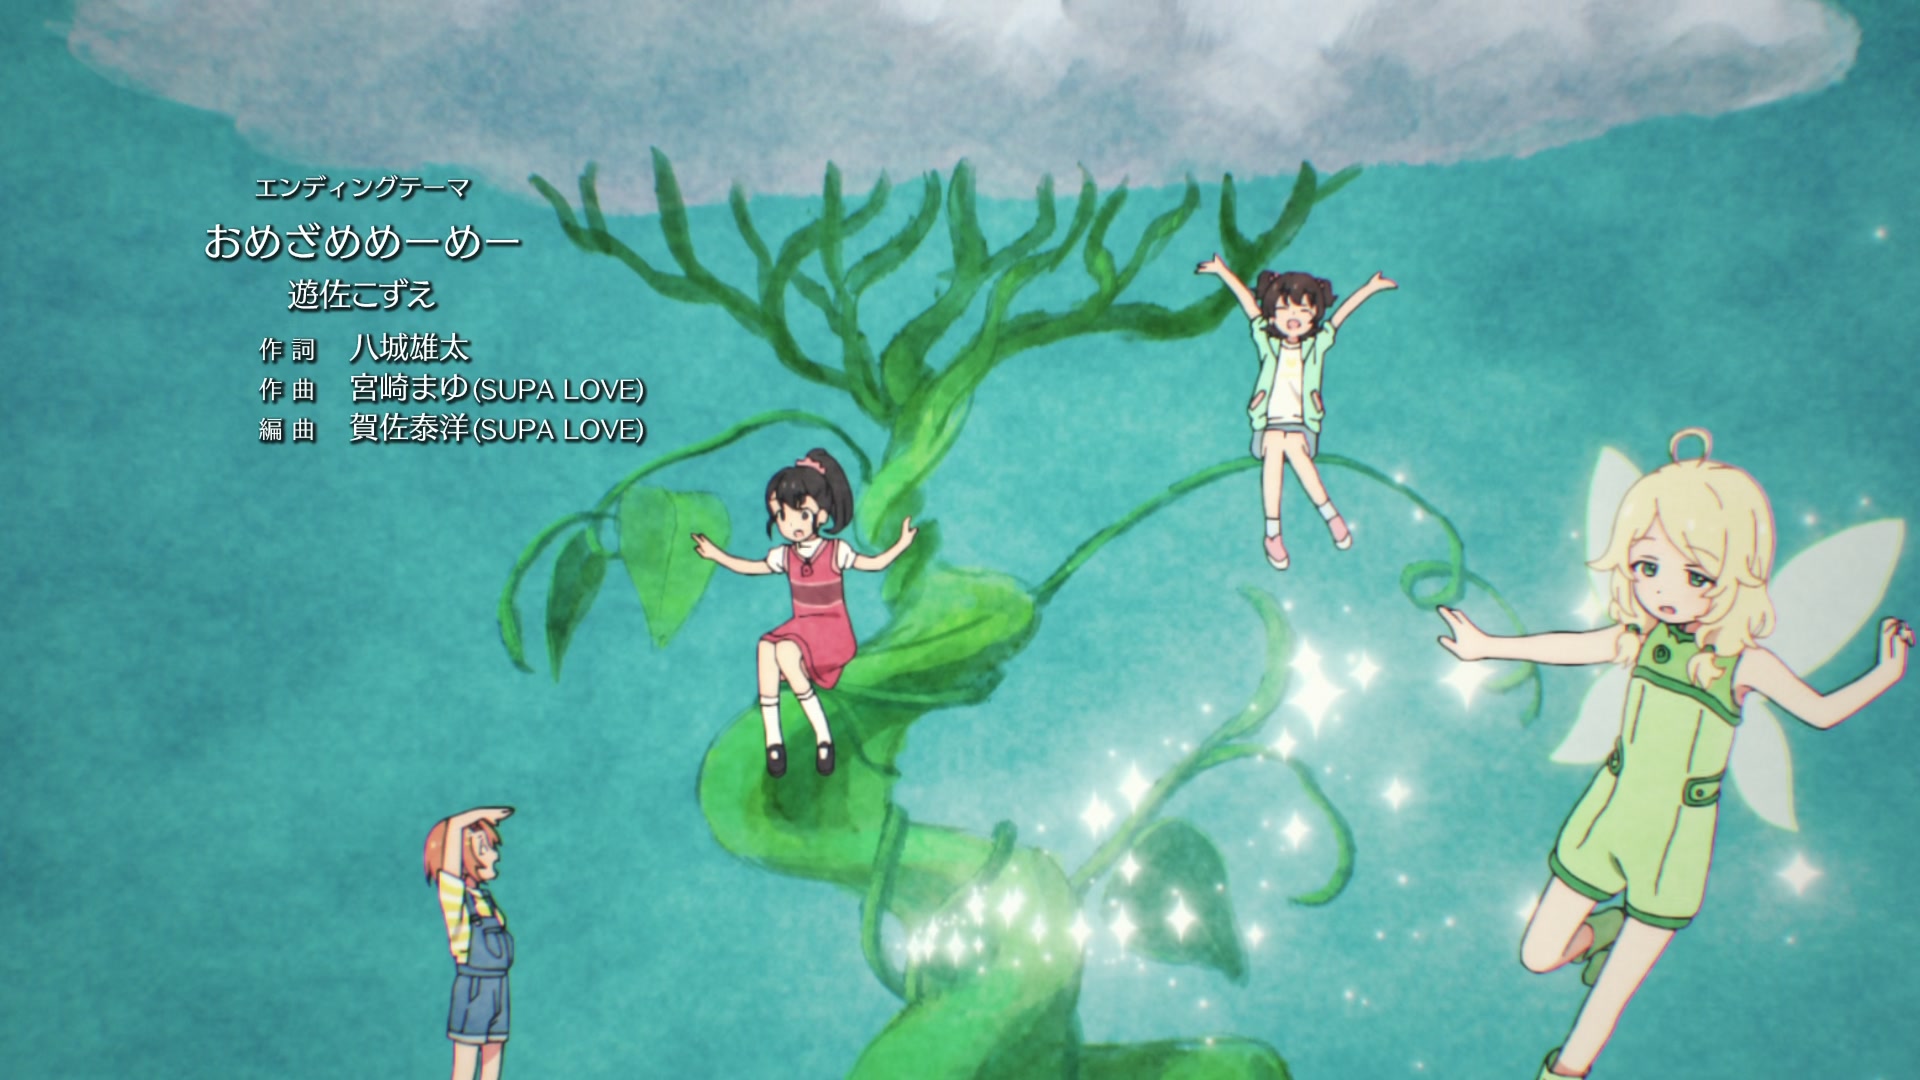 エンディングテーマ
おめざめめーめー
遊佐こずえ
作詞 八城雄太
作曲 宮崎まゆ(SUPA LOVE)
編曲 賀佐泰洋(SUPA LOVE)